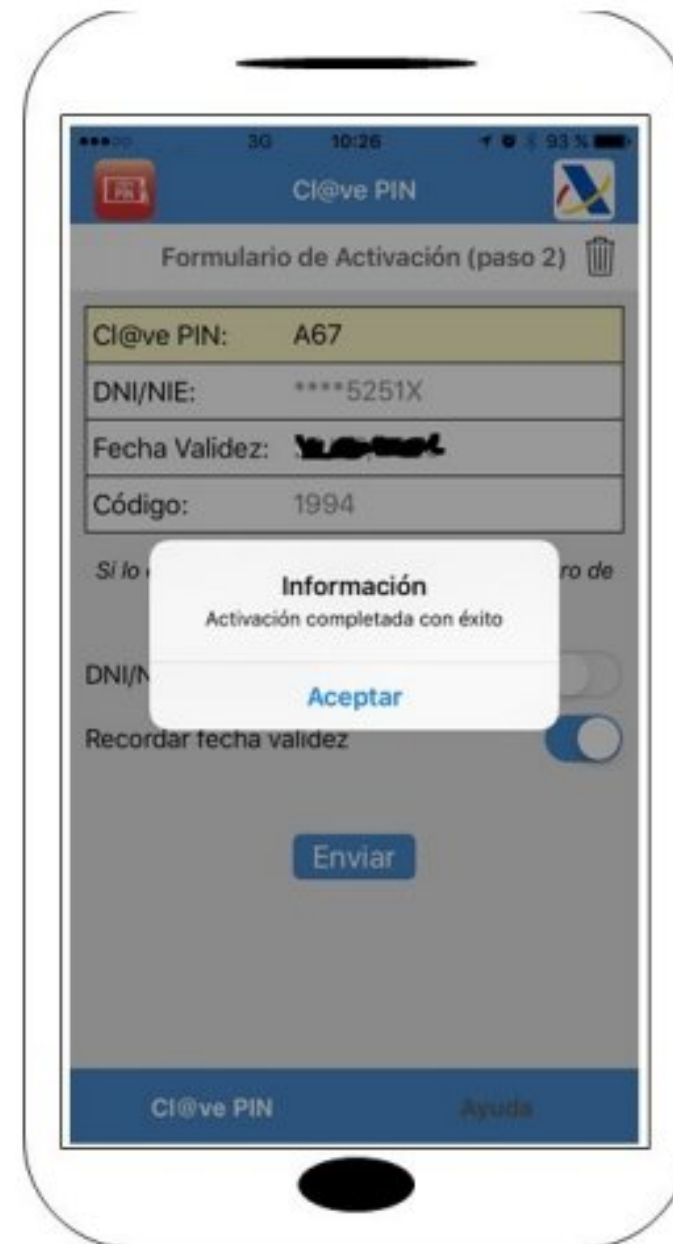 3G 10:26 93 %
PIN Cl@ve PIN
Formulario de Activación (paso 2)
Cl@ve PIN: A67
DNI/NIE: ****5251X
Fecha Validez:
Código: 1994
Si lo ro de
Información
Activación completada con éxito
DNI/N
Aceptar
Recordar fecha validez
Enviar
Cl@ve PIN Ayuda